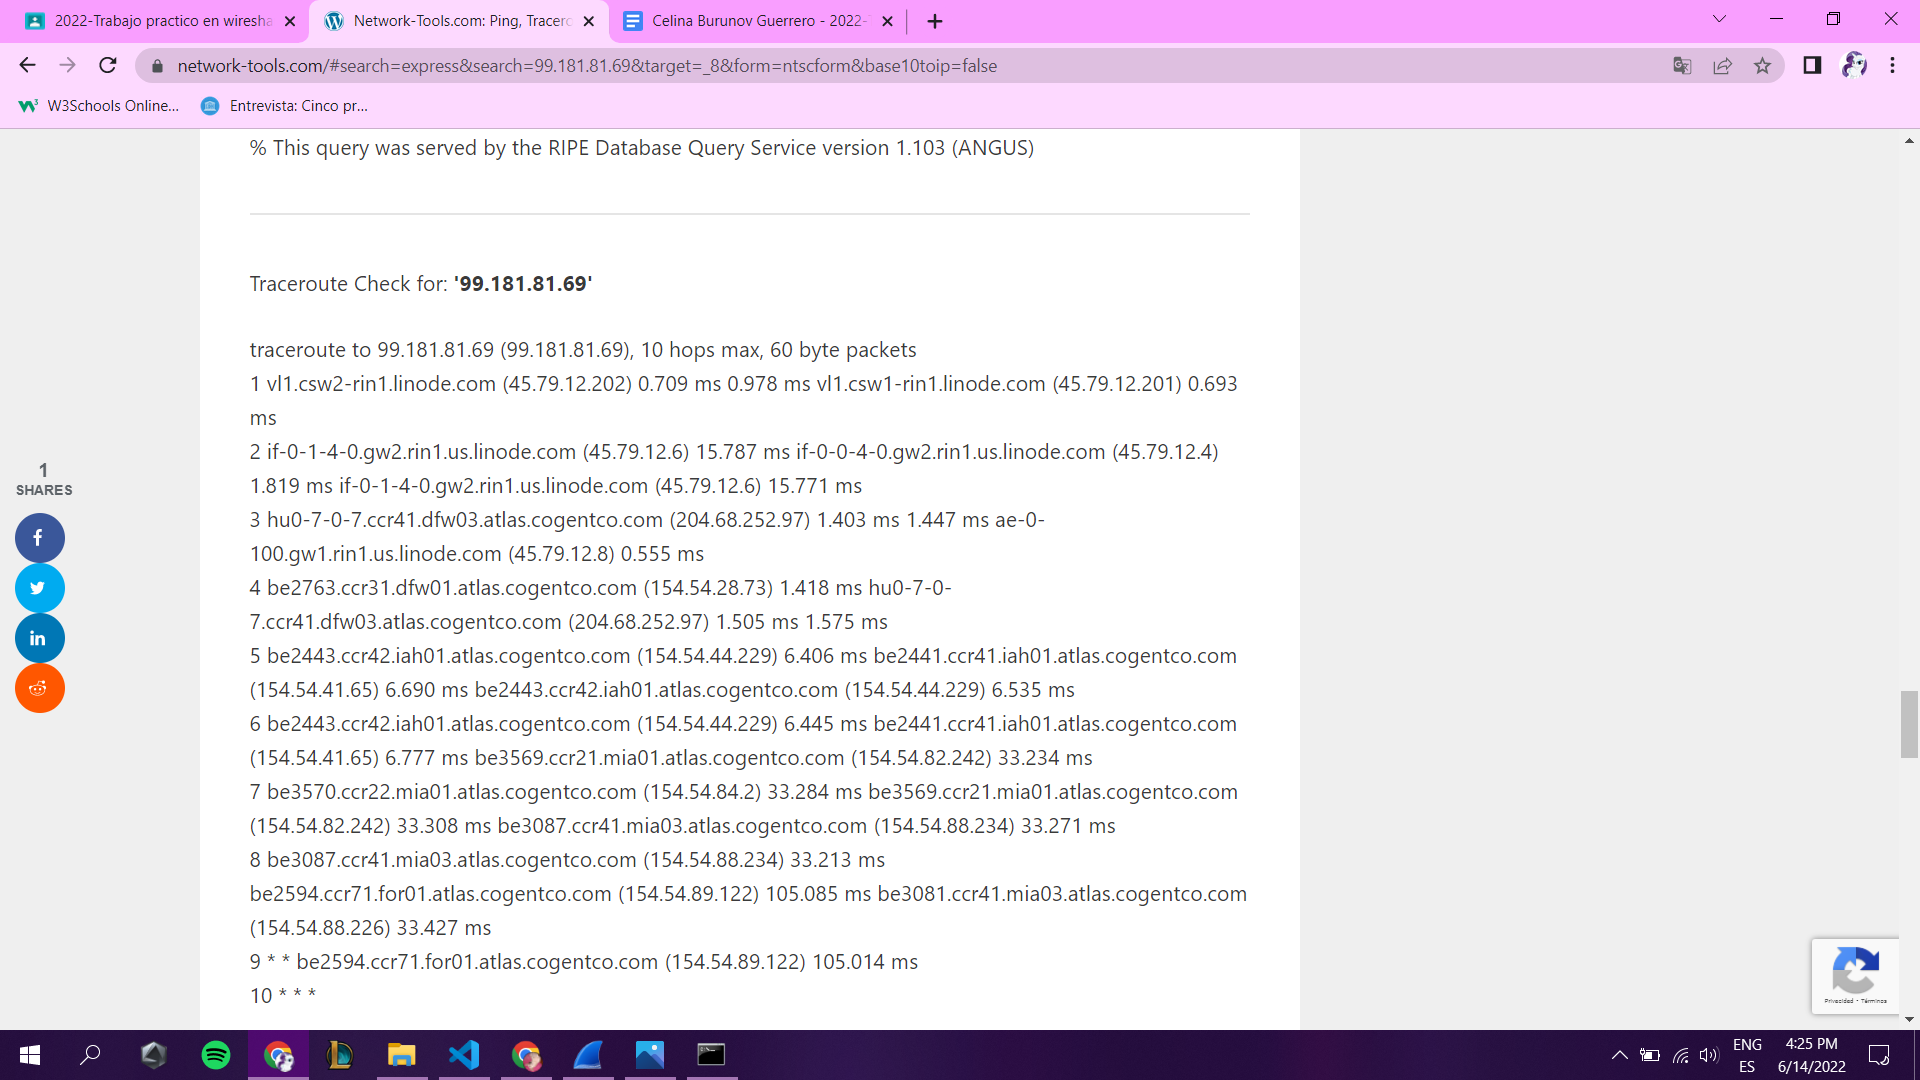 2022-Trabajo practico en wiresha
Network-Tools.com: Ping, Tracero
Celina Burunov Guerrero - 2022-
network-tools.com/#search=express&search=99.181.81.69&target=_8&form=ntscform&base10toip=false
W3Schools Online...
Entrevista: Cinco pr...
% This query was served by the RIPE Database Query Service version 1.103 (ANGUS)
Traceroute Check for: '99.181.81.69'
traceroute to 99.181.81.69 (99.181.81.69), 10 hops max, 60 byte packets
1 vl1.csw2-rin1.linode.com (45.79.12.202) 0.709 ms 0.978 ms vl1.csw1-rin1.linode.com (45.79.12.201) 0.693
ms
2 if-0-1-4-0.gw2.rin1.us.linode.com (45.79.12.6) 15.787 ms if-0-0-4-0.gw2.rin1.us.linode.com (45.79.12.4)
1.819 ms if-0-1-4-0.gw2.rin1.us.linode.com (45.79.12.6) 15.771 ms
3 hu0-7-0-7.ccr41.dfw03.atlas.cogentco.com (204.68.252.97) 1.403 ms 1.447 ms ae-0-
100.gw1.rin1.us.linode.com (45.79.12.8) 0.555 ms
4 be2763.ccr31.dfw01.atlas.cogentco.com (154.54.28.73) 1.418 ms hu0-7-0-
7.ccr41.dfw03.atlas.cogentco.com (204.68.252.97) 1.505 ms 1.575 ms
5 be2443.ccr42.iah01.atlas.cogentco.com (154.54.44.229) 6.406 ms be2441.ccr41.iah01.atlas.cogentco.com
(154.54.41.65) 6.690 ms be2443.ccr42.iah01.atlas.cogentco.com (154.54.44.229) 6.535 ms
6 be2443.ccr42.iah01.atlas.cogentco.com (154.54.44.229) 6.445 ms be2441.ccr41.iah01.atlas.cogentco.com
(154.54.41.65) 6.777 ms be3569.ccr21.mia01.atlas.cogentco.com (154.54.82.242) 33.234 ms
7 be3570.ccr22.mia01.atlas.cogentco.com (154.54.84.2) 33.284 ms be3569.ccr21.mia01.atlas.cogentco.com
(154.54.82.242) 33.308 ms be3087.ccr41.mia03.atlas.cogentco.com (154.54.88.234) 33.271 ms
8 be3087.ccr41.mia03.atlas.cogentco.com (154.54.88.234) 33.213 ms
be2594.ccr71.for01.atlas.cogentco.com (154.54.89.122) 105.085 ms be3081.ccr41.mia03.atlas.cogentco.com
(154.54.88.226) 33.427 ms
9 * * be2594.ccr71.for01.atlas.cogentco.com (154.54.89.122) 105.014 ms
10 * * *
1
SHARES
Privacidad - Términos
ENG
ES
4:25 PM
6/14/2022